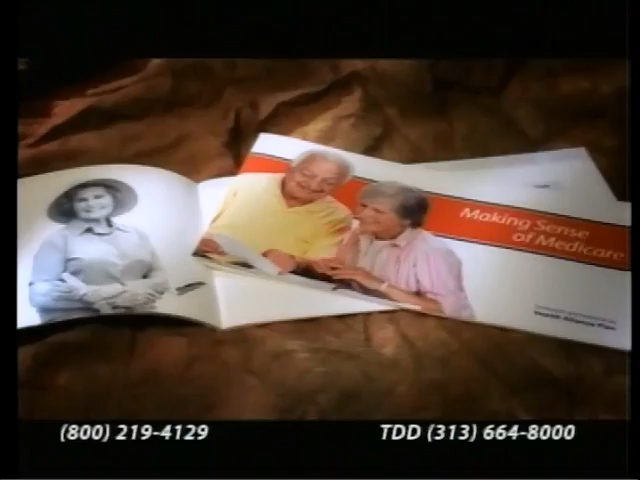 Making Sense
of Medicare
Health Alliance Plan
(800) 219-4129
TDD (313) 664-8000